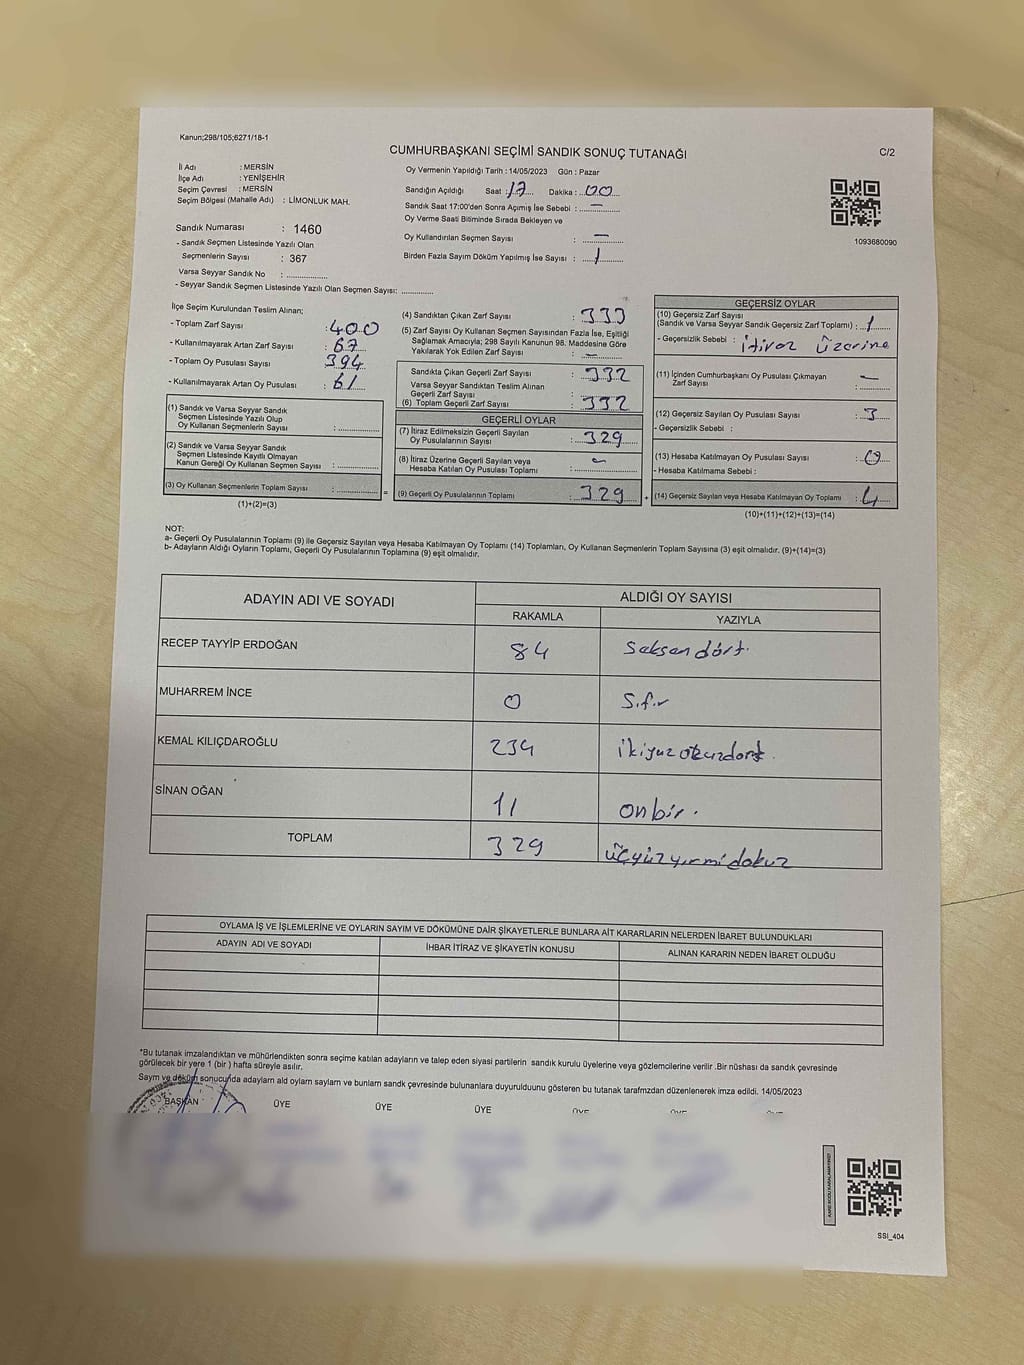 Kanun;298/105;6271/18-1
CUMHURBAŞKANI SEÇİMİ SANDIK SONUÇ TUTANAĞI
C/2
İl Adı : MERSİN
İlçe Adı : YENİŞEHİR
Seçim Çevresi : MERSİN
Seçim Bölgesi (Mahalle Adı) : LİMONLUK MAH.
Sandık Numarası : 1460
- Sandık Seçmen Listesinde Yazılı Olan
Seçmenlerin Sayısı : 367
Varsa Seyyar Sandık No :
- Seyyar Sandık Seçmen Listesinde Yazılı Olan Seçmen Sayısı:
Oy Vermenin Yapıldığı Tarih : 14/05/2023 Gün : Pazar
Sandığın Açıldığı Saat : 17 Dakika : 00
Sandık Saat 17:00'den Sonra Açımış İse Sebebi : —
Oy Verme Saati Bitiminde Sırada Bekleyen ve
Oy Kullandırılan Seçmen Sayısı : —
Birden Fazla Sayım Döküm Yapılmış İse Sayısı : 1
1093680090
İlçe Seçim Kurulundan Teslim Alınan;
- Toplam Zarf Sayısı : 400
- Kullanılmayarak Artan Zarf Sayısı : 67
- Toplam Oy Pusulası Sayısı : 394
- Kullanılmayarak Artan Oy Pusulası : 61
(1) Sandık ve Varsa Seyyar Sandık
Seçmen Listesinde Yazılı Olup
Oy Kullanan Seçmenlerin Sayısı :
(2) Sandık ve Varsa Seyyar Sandık
Seçmen Listesinde Kayıtlı Olmayan
Kanun Gereği Oy Kullanan Seçmen Sayısı :
(3) Oy Kullanan Seçmenlerin Toplam Sayısı :
(1)+(2)=(3)
(4) Sandıktan Çıkan Zarf Sayısı : 333
(5) Zarf Sayısı Oy Kullanan Seçmen Sayısından Fazla İse, Eşitliği
Sağlamak Amacıyla; 298 Sayılı Kanunun 98. Maddesine Göre
Yakılarak Yok Edilen Zarf Sayısı : —
Sandıkta Çıkan Geçerli Zarf Sayısı : 332
Varsa Seyyar Sandıktan Teslim Alınan
Geçerli Zarf Sayısı :
(6) Toplam Geçerli Zarf Sayısı : 332
GEÇERLİ OYLAR
(7) İtiraz Edilmeksizin Geçerli Sayılan
Oy Pusulalarının Sayısı : 329
(8) İtiraz Üzerine Geçerli Sayılan veya
Hesaba Katılan Oy Pusulası Toplamı : —
= (9) Geçerli Oy Pusulalarının Toplamı : 329
GEÇERSİZ OYLAR
(10) Geçersiz Zarf Sayısı
(Sandık ve Varsa Seyyar Sandık Geçersiz Zarf Toplamı) : 1
- Geçersizlik Sebebi : itiraz üzerine
(11) İçinden Cumhurbaşkanı Oy Pusulası Çıkmayan
Zarf Sayısı : —
(12) Geçersiz Sayılan Oy Pusulası Sayısı : 3
- Geçersizlik Sebebi :
(13) Hesaba Katılmayan Oy Pusulası Sayısı : 0
- Hesaba Katılmama Sebebi :
+ (14) Geçersiz Sayılan veya Hesaba Katılmayan Oy Toplamı : 4
(10)+(11)+(12)+(13)=(14)
NOT:
a- Geçerli Oy Pusulalarının Toplamı (9) ile Geçersiz Sayılan veya Hesaba Katılmayan Oy Toplamı (14) Toplamları, Oy Kullanan Seçmenlerin Toplam Sayısına (3) eşit olmalıdır. (9)+(14)=(3)
b- Adayların Aldığı Oyların Toplamı, Geçerli Oy Pusulalarının Toplamına (9) eşit olmalıdır.
ADAYIN ADI VE SOYADI
ALDIĞI OY SAYISI
RAKAMLA YAZIYLA
RECEP TAYYİP ERDOĞAN 84 Seksen dört.
MUHARREM İNCE 0 Sıfır
KEMAL KILIÇDAROĞLU 234 ikiyuz otuzdort.
SİNAN OĞAN 11 onbir.
TOPLAM 329 üçyüzyirmidokuz
OYLAMA İŞ VE İŞLEMLERİNE VE OYLARIN SAYIM VE DÖKÜMÜNE DAİR ŞİKAYETLERLE BUNLARA AİT KARARLARIN NELERDEN İBARET BULUNDUKLARI
ADAYIN ADI VE SOYADI İHBAR İTİRAZ VE ŞİKAYETİN KONUSU ALINAN KARARIN NEDEN İBARET OLDUĞU
*Bu tutanak imzalandıktan ve mühürlendikten sonra seçime katılan adayların ve talep eden siyasi partilerin sandık kurulu üyelerine veya gözlemcilerine verilir .Bir nüshası da sandık çevresinde
görülecek bir yere 1 (bir ) hafta süreyle asılır.
Sayım ve döküm sonucunda adayların ald oyların sayların ve bunların sandk çevresinde bulunanlara duyurulduunu gösteren bu tutanak tarafmzdan düzenlenerek imza edildi. 14/05/2023
BAŞKAN ÜYE ÜYE ÜYE
SSI_404